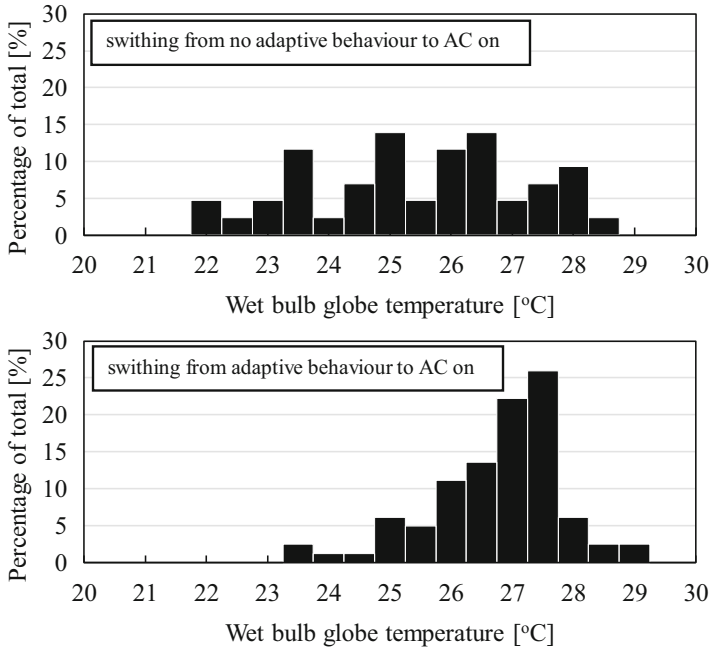 30
25
20
15
10
5
0
Percentage of total [%]
swithing from no adaptive behaviour to AC on
20 21 22 23 24 25 26 27 28 29 30
Wet bulb globe temperature [°C]
30
25
20
15
10
5
0
Percentage of total [%]
swithing from adaptive behaviour to AC on
20 21 22 23 24 25 26 27 28 29 30
Wet bulb globe temperature [°C]